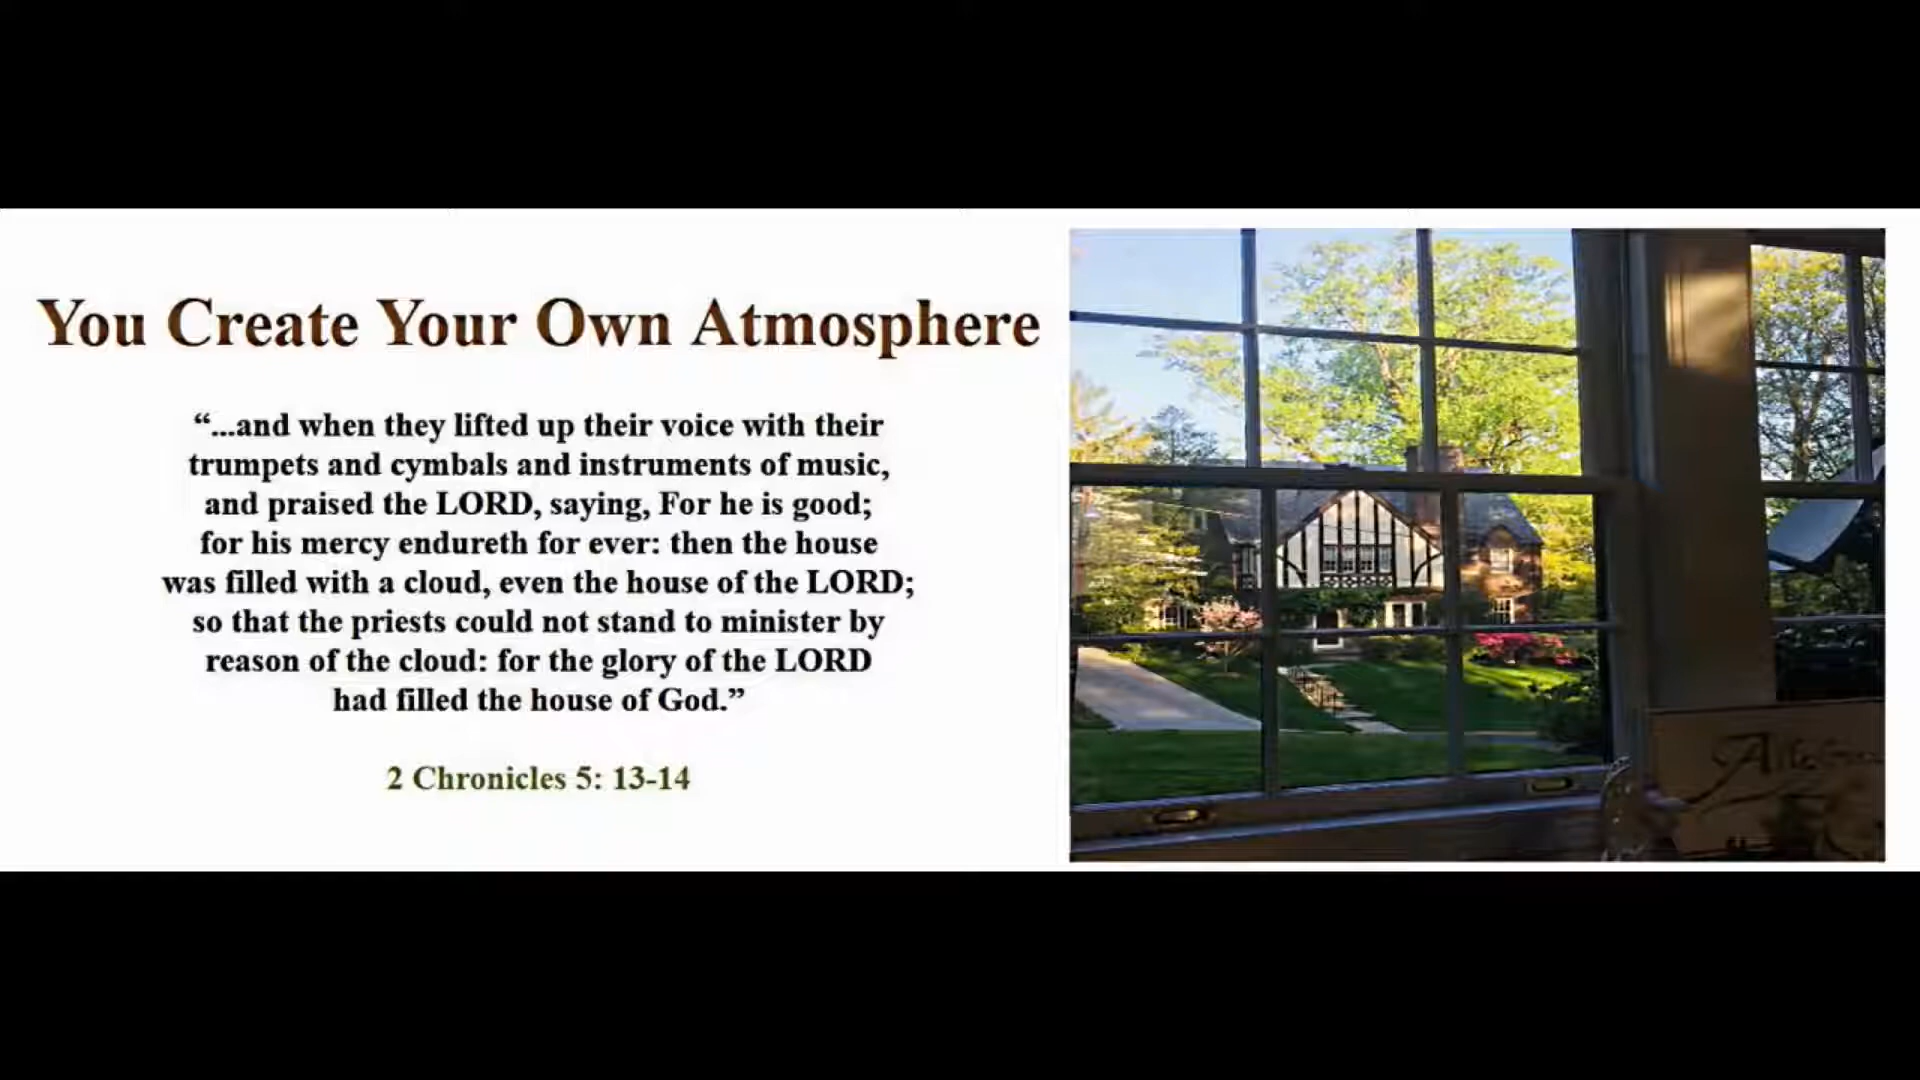 You Create Your Own Atmosphere
“...and when they lifted up their voice with their
trumpets and cymbals and instruments of music,
and praised the LORD, saying, For he is good;
for his mercy endureth for ever: then the house
was filled with a cloud, even the house of the LORD;
so that the priests could not stand to minister by
reason of the cloud: for the glory of the LORD
had filled the house of God.”
2 Chronicles 5: 13-14